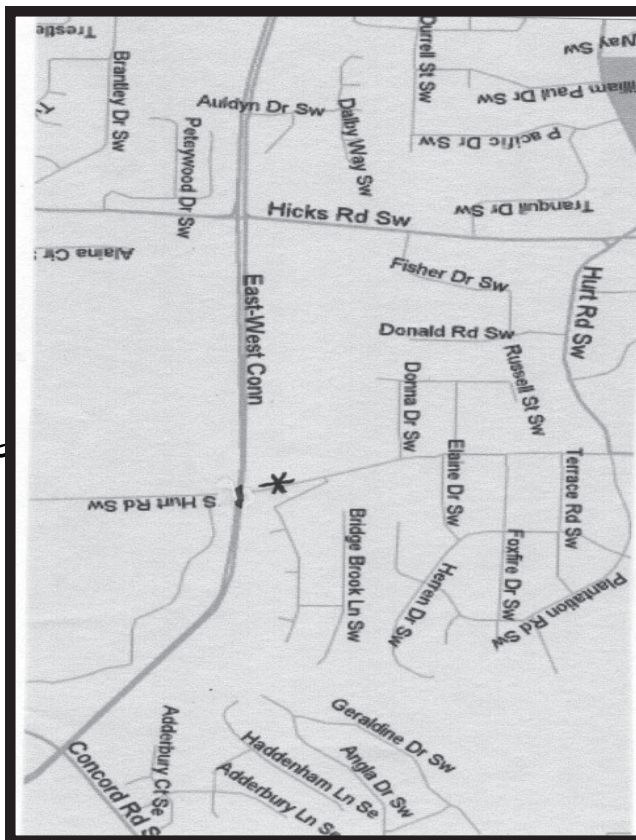 Trestle
Brantley Dr Sw
Peteywood Dr Sw
Auldyn Dr Sw
Dalby Way Sw
Durrell St Sw
Way Sw
illiam Paul Dr Sw
Pacific Dr Sw
Tranquil Dr Sw
Hicks Rd Sw
Alaina Cir
East-West Conn
Fisher Dr Sw
Hurt Rd Sw
Donald Rd Sw
Russell St Sw
Donna Dr Sw
Elaine Dr Sw
Terrace Rd Sw
S Hurt Rd Sw
Bridge Brook Ln Sw
Foxfire Dr Sw
Herren Dr Sw
Plantation Rd Sw
Geraldine Dr Sw
Adderbury Ct Se
Haddenham Ln Se
Angla Dr Sw
Concord Rd S
Adderbury Ln Se